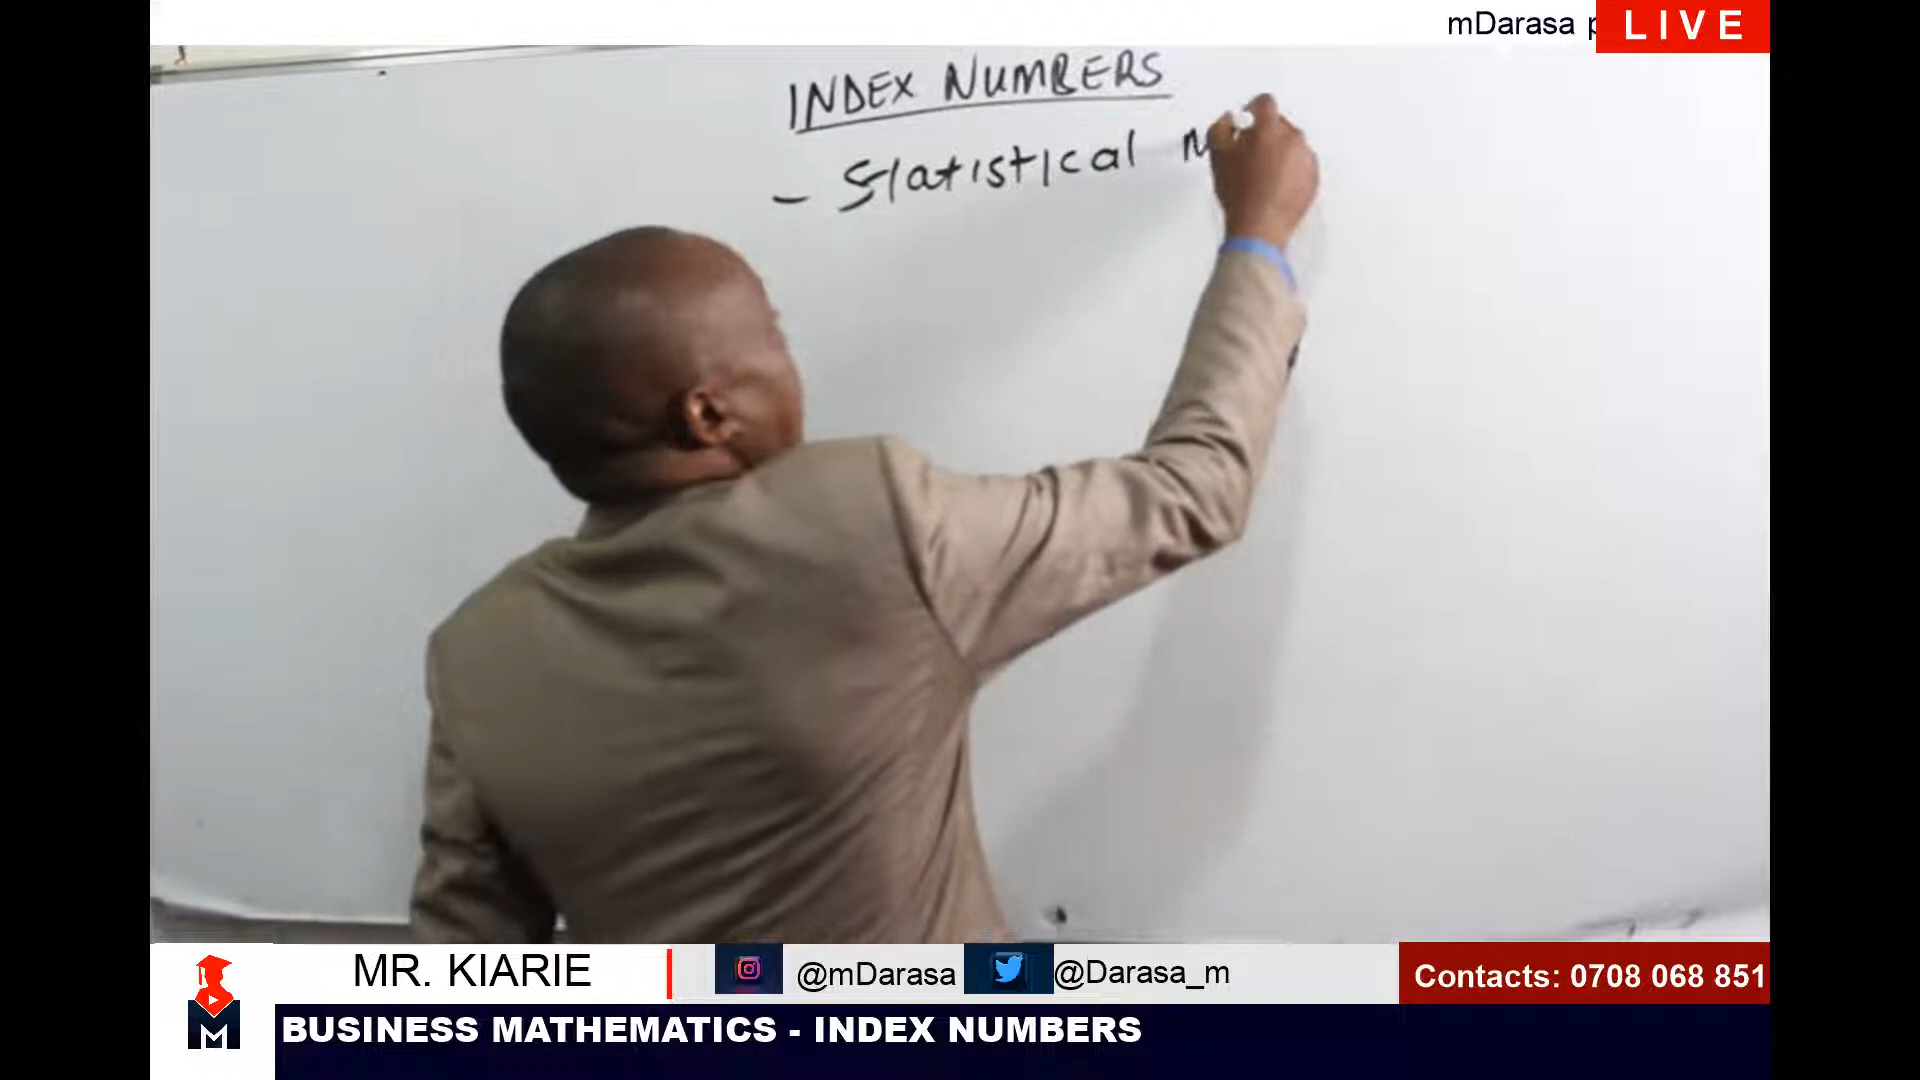 mDarasa p
LIVE
INDEX NUMBERS
- Statistical
MR. KIARIE
@mDarasa
@Darasa_m
Contacts: 0708 068 851
M
BUSINESS MATHEMATICS - INDEX NUMBERS